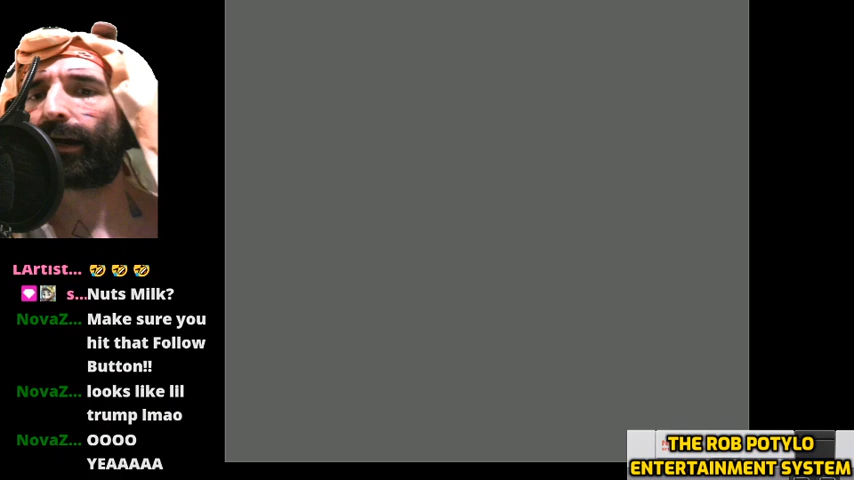 LArtist...
s...Nuts Milk?
NovaZ... Make sure you
hit that Follow
Button!!
NovaZ... looks like lil
trump lmao
NovaZ... OOOO
YEAAAAA
THE ROB POTYLO
ENTERTAINMENT SYSTEM